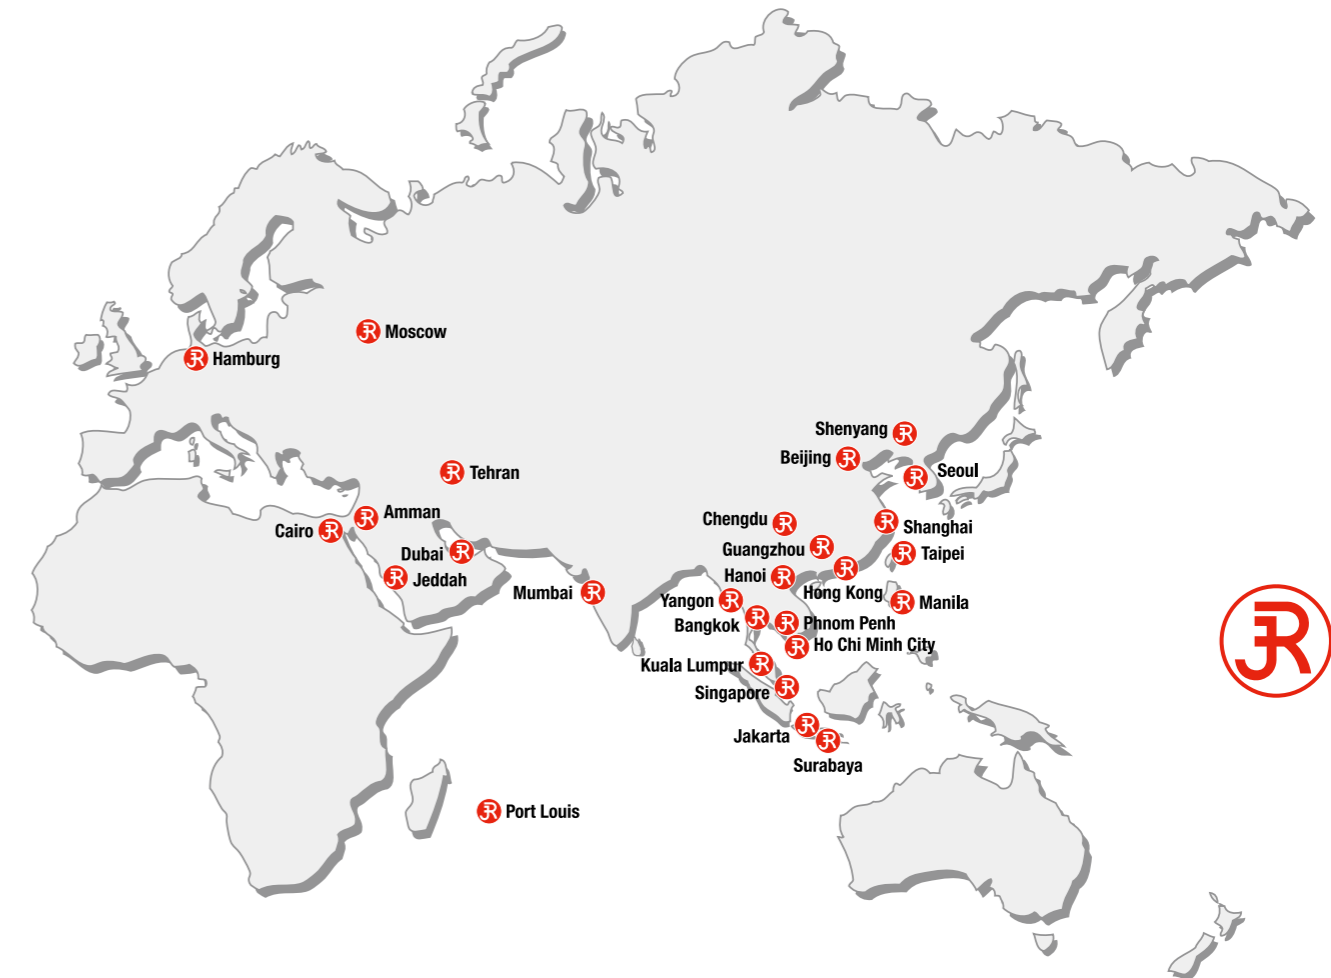 Moscow
Hamburg
Shenyang
Beijing
Seoul
Tehran
Amman
Cairo
Chengdu
Shanghai
Guangzhou
Taipei
Dubai
Jeddah
Hanoi
Hong Kong
Mumbai
Yangon
Manila
Bangkok
Phnom Penh
Ho Chi Minh City
Kuala Lumpur
Singapore
Jakarta
Surabaya
Port Louis
JR